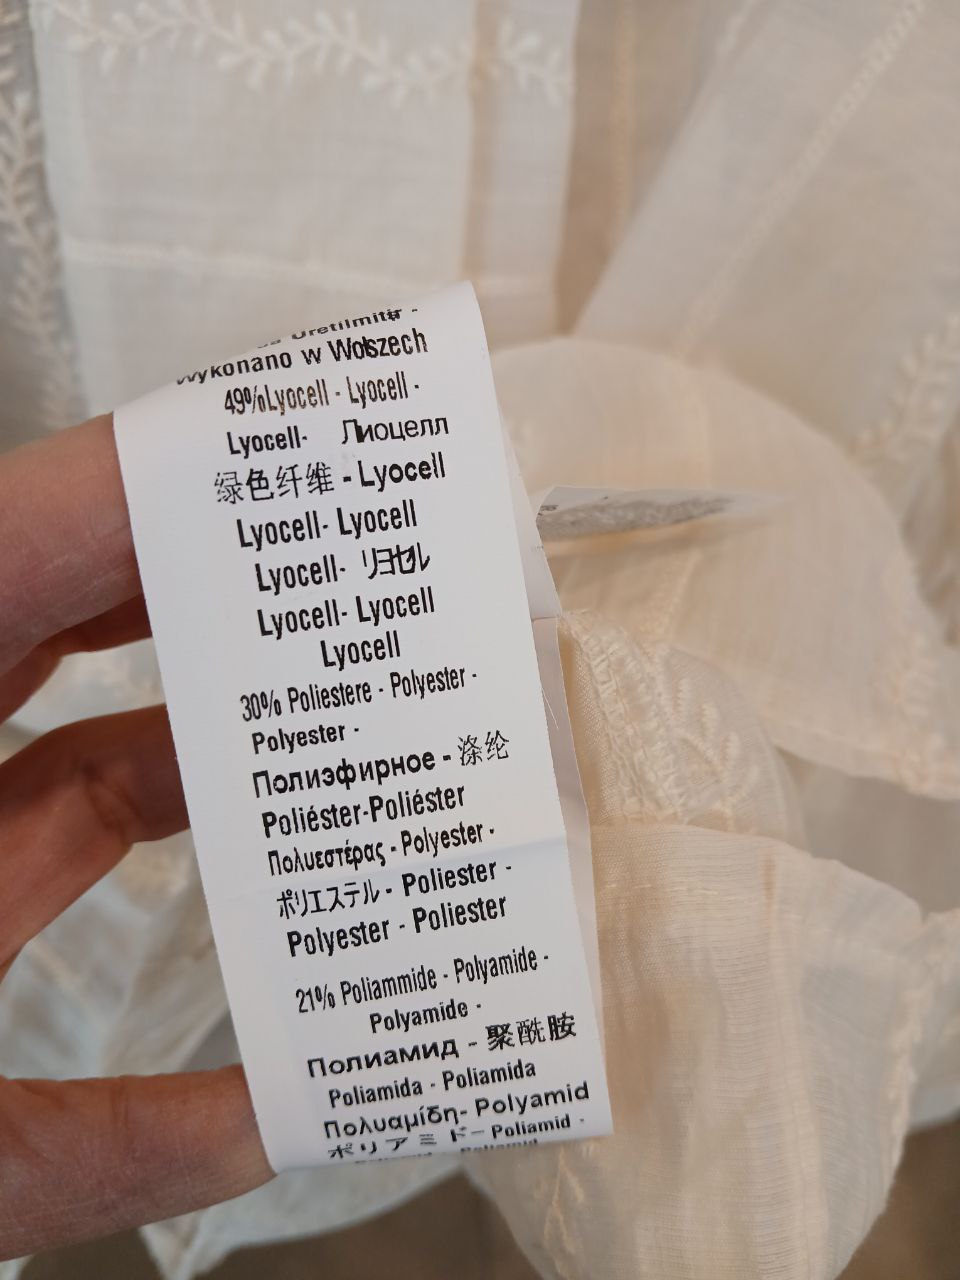 Uretilmitir -
Wykonano w Wołszech
49%Lyocell - Lyocell -
Lyocell- Лиоцелл
绿色纤维 - Lyocell
Lyocell- Lyocell
Lyocell- リヨセル
Lyocell- Lyocell
Lyocell
30% Poliestere - Polyester -
Polyester -
Полиэфирное - 涤纶
Poliéster-Poliéster
Πολυεστέρας - Polyester -
ポリエステル - Poliester -
Polyester - Poliester
21% Poliammide - Polyamide -
Polyamide -
Полиамид - 聚酰胺
Poliamida - Poliamida
Πολυαμίδη- Polyamid
ポリアミド- Poliamid -